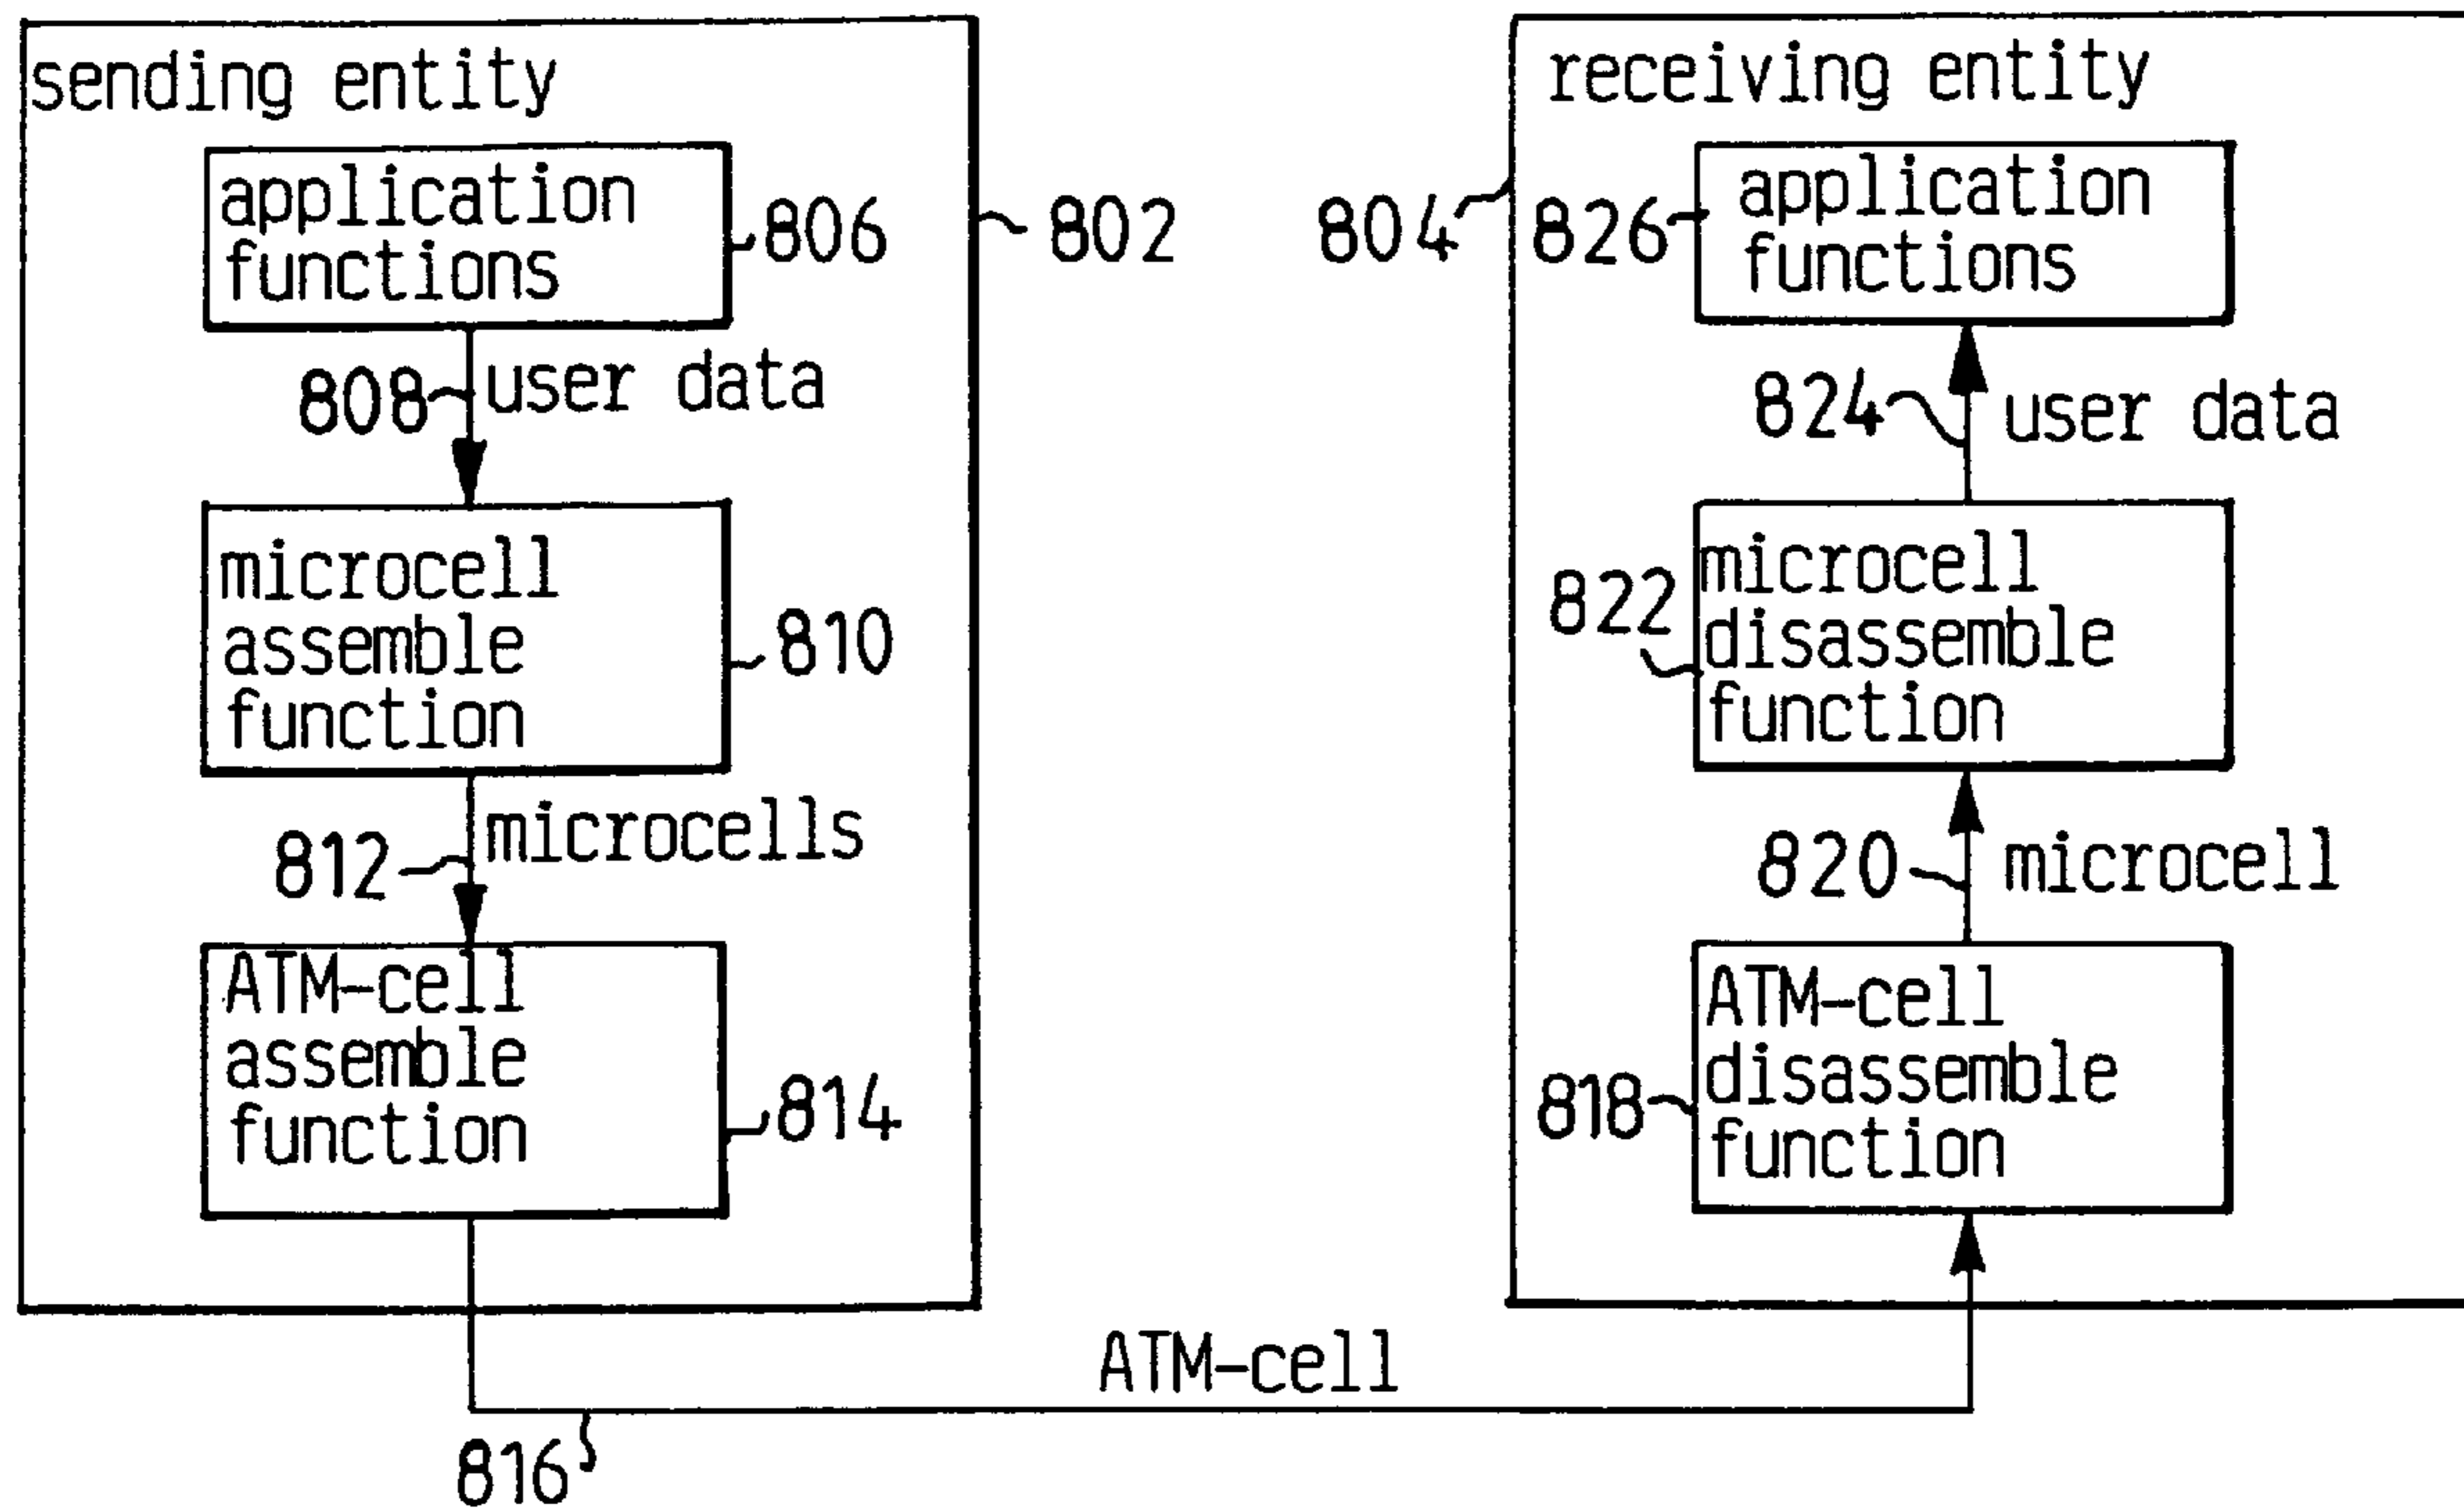 sending entity
application
functions
806
802
808
user data
microcell
assemble
function
810
812
microcells
ATM-cell
assemble
function
814
816
ATM-cell
receiving entity
804
826
application
functions
824
user data
822
microcell
disassemble
function
820
microcell
818
ATM-cell
disassemble
function